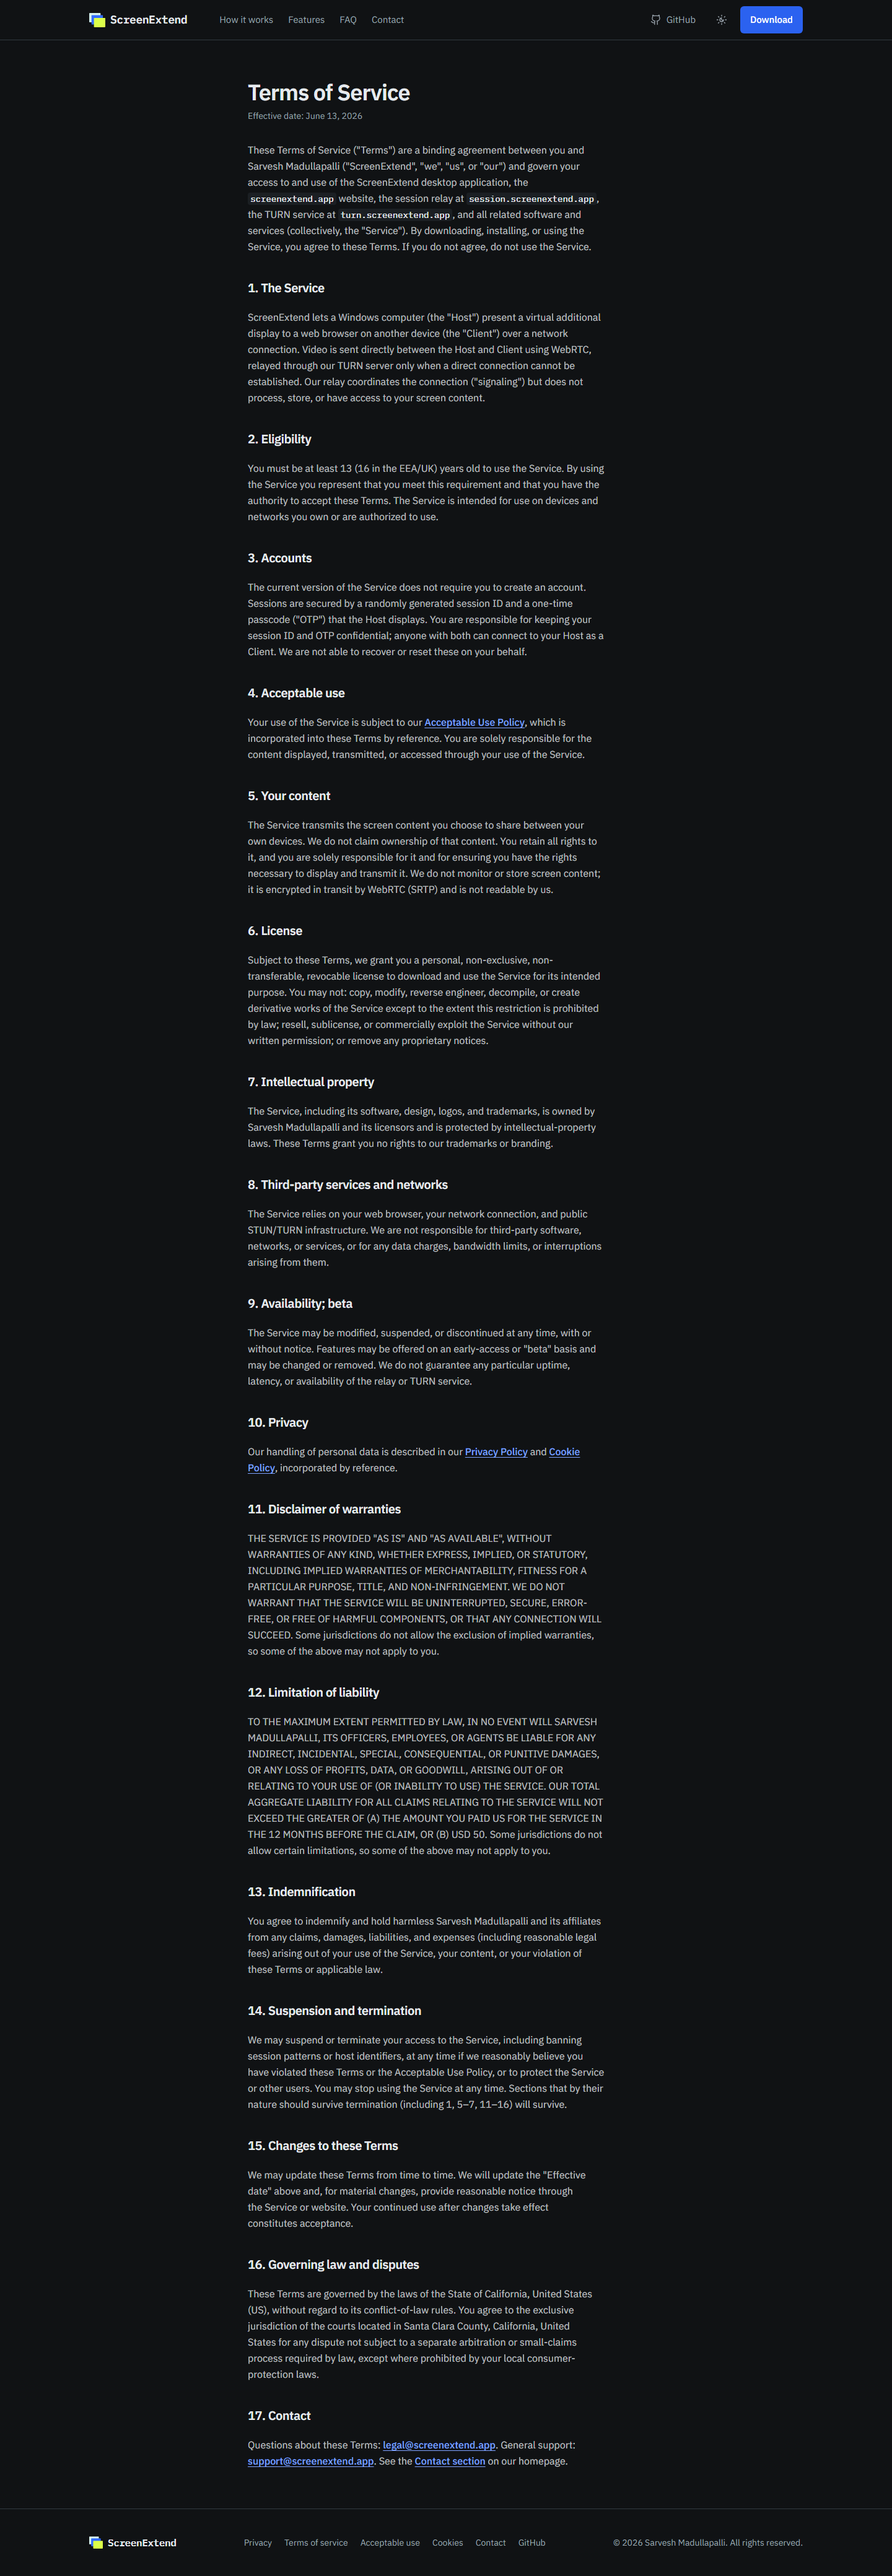 ScreenExtend How it works Features FAQ Contact GitHub Download
Terms of Service
Effective date: June 13, 2026
These Terms of Service ("Terms") are a binding agreement between you and
Sarvesh Madullapalli ("ScreenExtend", "we", "us", or "our") and govern your
access to and use of the ScreenExtend desktop application, the
screenextend.app website, the session relay at session.screenextend.app,
the TURN service at turn.screenextend.app, and all related software and
services (collectively, the "Service"). By downloading, installing, or using the
Service, you agree to these Terms. If you do not agree, do not use the Service.
1. The Service
ScreenExtend lets a Windows computer (the "Host") present a virtual additional
display to a web browser on another device (the "Client") over a network
connection. Video is sent directly between the Host and Client using WebRTC,
relayed through our TURN server only when a direct connection cannot be
established. Our relay coordinates the connection ("signaling") but does not
process, store, or have access to your screen content.
2. Eligibility
You must be at least 13 (16 in the EEA/UK) years old to use the Service. By using
the Service you represent that you meet this requirement and that you have the
authority to accept these Terms. The Service is intended for use on devices and
networks you own or are authorized to use.
3. Accounts
The current version of the Service does not require you to create an account.
Sessions are secured by a randomly generated session ID and a one-time
passcode ("OTP") that the Host displays. You are responsible for keeping your
session ID and OTP confidential; anyone with both can connect to your Host as a
Client. We are not able to recover or reset these on your behalf.
4. Acceptable use
Your use of the Service is subject to our Acceptable Use Policy, which is
incorporated into these Terms by reference. You are solely responsible for the
content displayed, transmitted, or accessed through your use of the Service.
5. Your content
The Service transmits the screen content you choose to share between your
own devices. We do not claim ownership of that content. You retain all rights to
it, and you are solely responsible for it and for ensuring you have the rights
necessary to display and transmit it. We do not monitor or store screen content;
it is encrypted in transit by WebRTC (SRTP) and is not readable by us.
6. License
Subject to these Terms, we grant you a personal, non-exclusive, non-
transferable, revocable license to download and use the Service for its intended
purpose. You may not: copy, modify, reverse engineer, decompile, or create
derivative works of the Service except to the extent this restriction is prohibited
by law; resell, sublicense, or commercially exploit the Service without our
written permission; or remove any proprietary notices.
7. Intellectual property
The Service, including its software, design, logos, and trademarks, is owned by
Sarvesh Madullapalli and its licensors and is protected by intellectual-property
laws. These Terms grant you no rights to our trademarks or branding.
8. Third-party services and networks
The Service relies on your web browser, your network connection, and public
STUN/TURN infrastructure. We are not responsible for third-party software,
networks, or services, or for any data charges, bandwidth limits, or interruptions
arising from them.
9. Availability; beta
The Service may be modified, suspended, or discontinued at any time, with or
without notice. Features may be offered on an early-access or "beta" basis and
may be changed or removed. We do not guarantee any particular uptime,
latency, or availability of the relay or TURN service.
10. Privacy
Our handling of personal data is described in our Privacy Policy and Cookie
Policy, incorporated by reference.
11. Disclaimer of warranties
THE SERVICE IS PROVIDED "AS IS" AND "AS AVAILABLE", WITHOUT
WARRANTIES OF ANY KIND, WHETHER EXPRESS, IMPLIED, OR STATUTORY,
INCLUDING IMPLIED WARRANTIES OF MERCHANTABILITY, FITNESS FOR A
PARTICULAR PURPOSE, TITLE, AND NON-INFRINGEMENT. WE DO NOT
WARRANT THAT THE SERVICE WILL BE UNINTERRUPTED, SECURE, ERROR-
FREE, OR FREE OF HARMFUL COMPONENTS, OR THAT ANY CONNECTION WILL
SUCCEED. Some jurisdictions do not allow the exclusion of implied warranties,
so some of the above may not apply to you.
12. Limitation of liability
TO THE MAXIMUM EXTENT PERMITTED BY LAW, IN NO EVENT WILL SARVESH
MADULLAPALLI, ITS OFFICERS, EMPLOYEES, OR AGENTS BE LIABLE FOR ANY
INDIRECT, INCIDENTAL, SPECIAL, CONSEQUENTIAL, OR PUNITIVE DAMAGES,
OR ANY LOSS OF PROFITS, DATA, OR GOODWILL, ARISING OUT OF OR
RELATING TO YOUR USE OF (OR INABILITY TO USE) THE SERVICE. OUR TOTAL
AGGREGATE LIABILITY FOR ALL CLAIMS RELATING TO THE SERVICE WILL NOT
EXCEED THE GREATER OF (A) THE AMOUNT YOU PAID US FOR THE SERVICE IN
THE 12 MONTHS BEFORE THE CLAIM, OR (B) USD 50. Some jurisdictions do not
allow certain limitations, so some of the above may not apply to you.
13. Indemnification
You agree to indemnify and hold harmless Sarvesh Madullapalli and its affiliates
from any claims, damages, liabilities, and expenses (including reasonable legal
fees) arising out of your use of the Service, your content, or your violation of
these Terms or applicable law.
14. Suspension and termination
We may suspend or terminate your access to the Service, including banning
session patterns or host identifiers, at any time if we reasonably believe you
have violated these Terms or the Acceptable Use Policy, or to protect the Service
or other users. You may stop using the Service at any time. Sections that by their
nature should survive termination (including 1, 5–7, 11–16) will survive.
15. Changes to these Terms
We may update these Terms from time to time. We will update the "Effective
date" above and, for material changes, provide reasonable notice through
the Service or website. Your continued use after changes take effect
constitutes acceptance.
16. Governing law and disputes
These Terms are governed by the laws of the State of California, United States
(US), without regard to its conflict-of-law rules. You agree to the exclusive
jurisdiction of the courts located in Santa Clara County, California, United
States for any dispute not subject to a separate arbitration or small-claims
process required by law, except where prohibited by your local consumer-
protection laws.
17. Contact
Questions about these Terms: legal@screenextend.app. General support:
support@screenextend.app. See the Contact section on our homepage.
ScreenExtend Privacy Terms of service Acceptable use Cookies Contact GitHub © 2026 Sarvesh Madullapalli. All rights reserved.